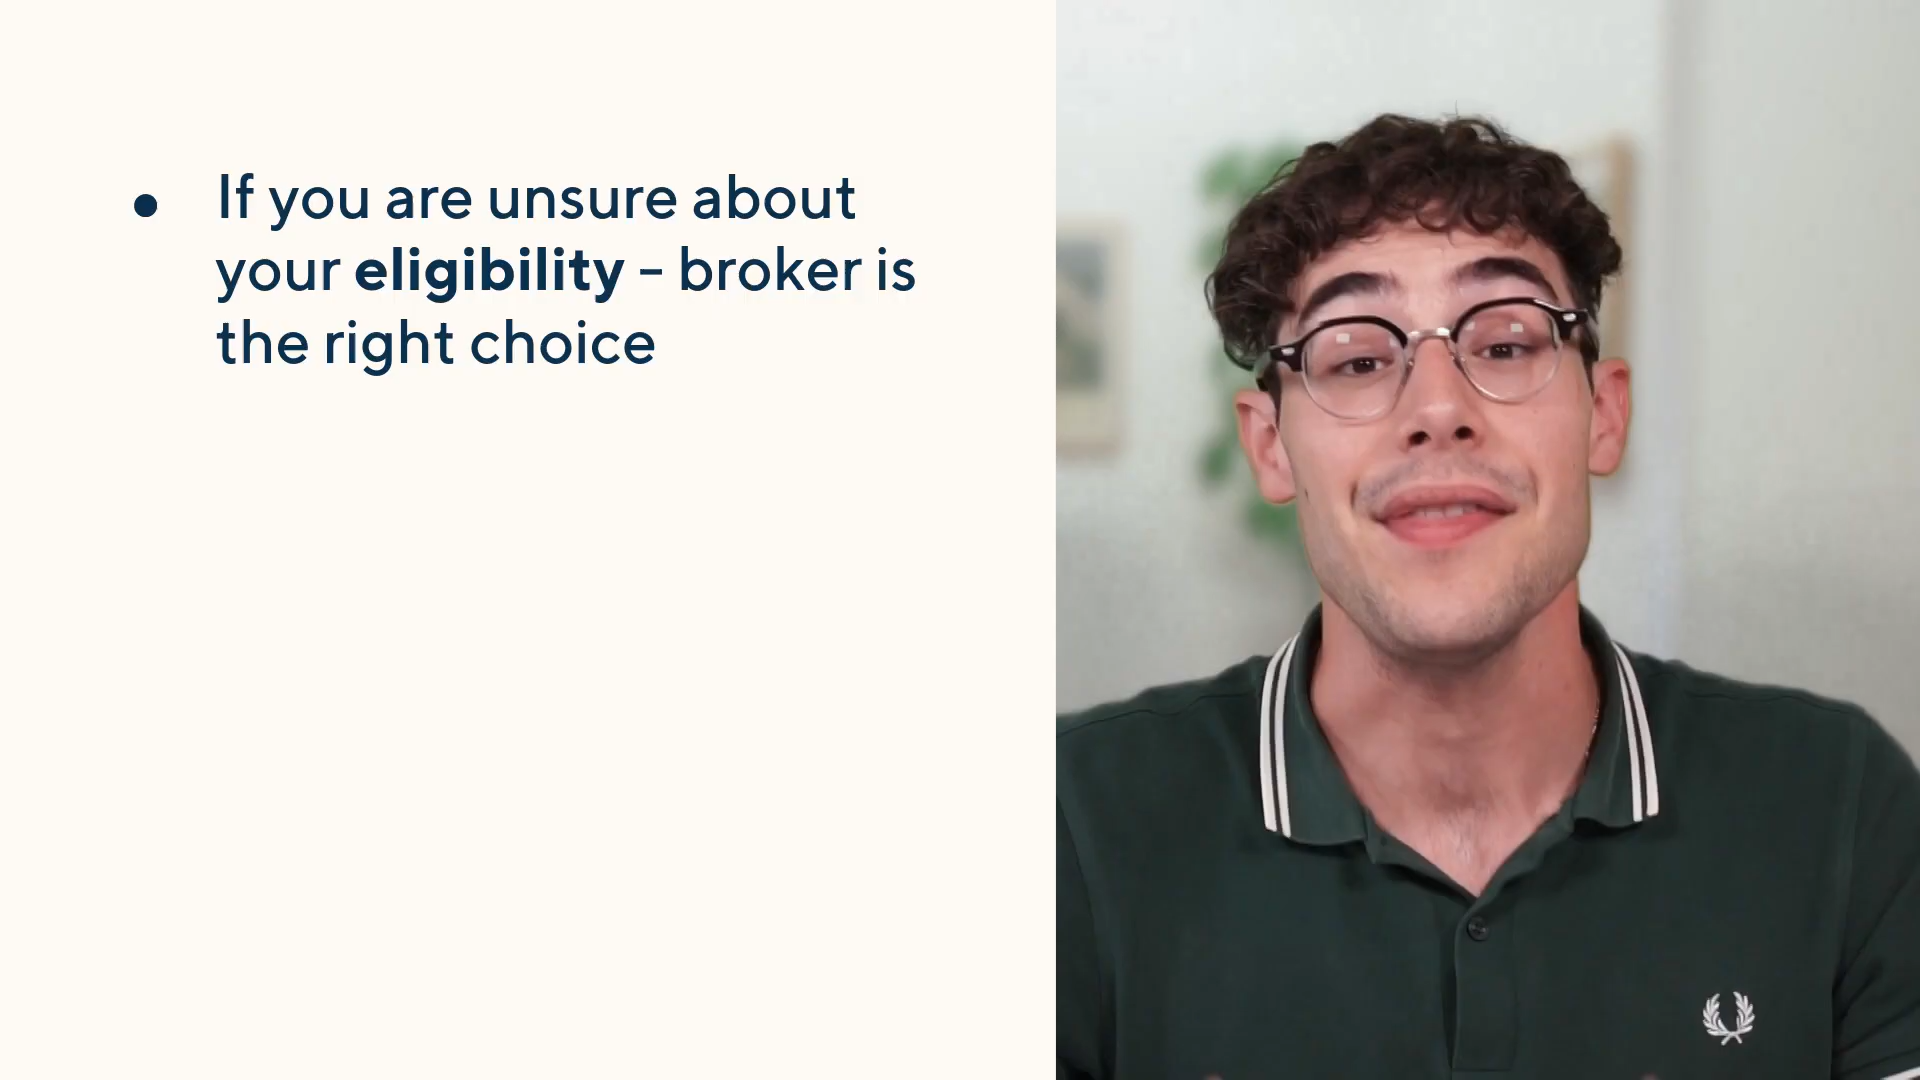 If you are unsure about
your eligibility – broker is
the right choice